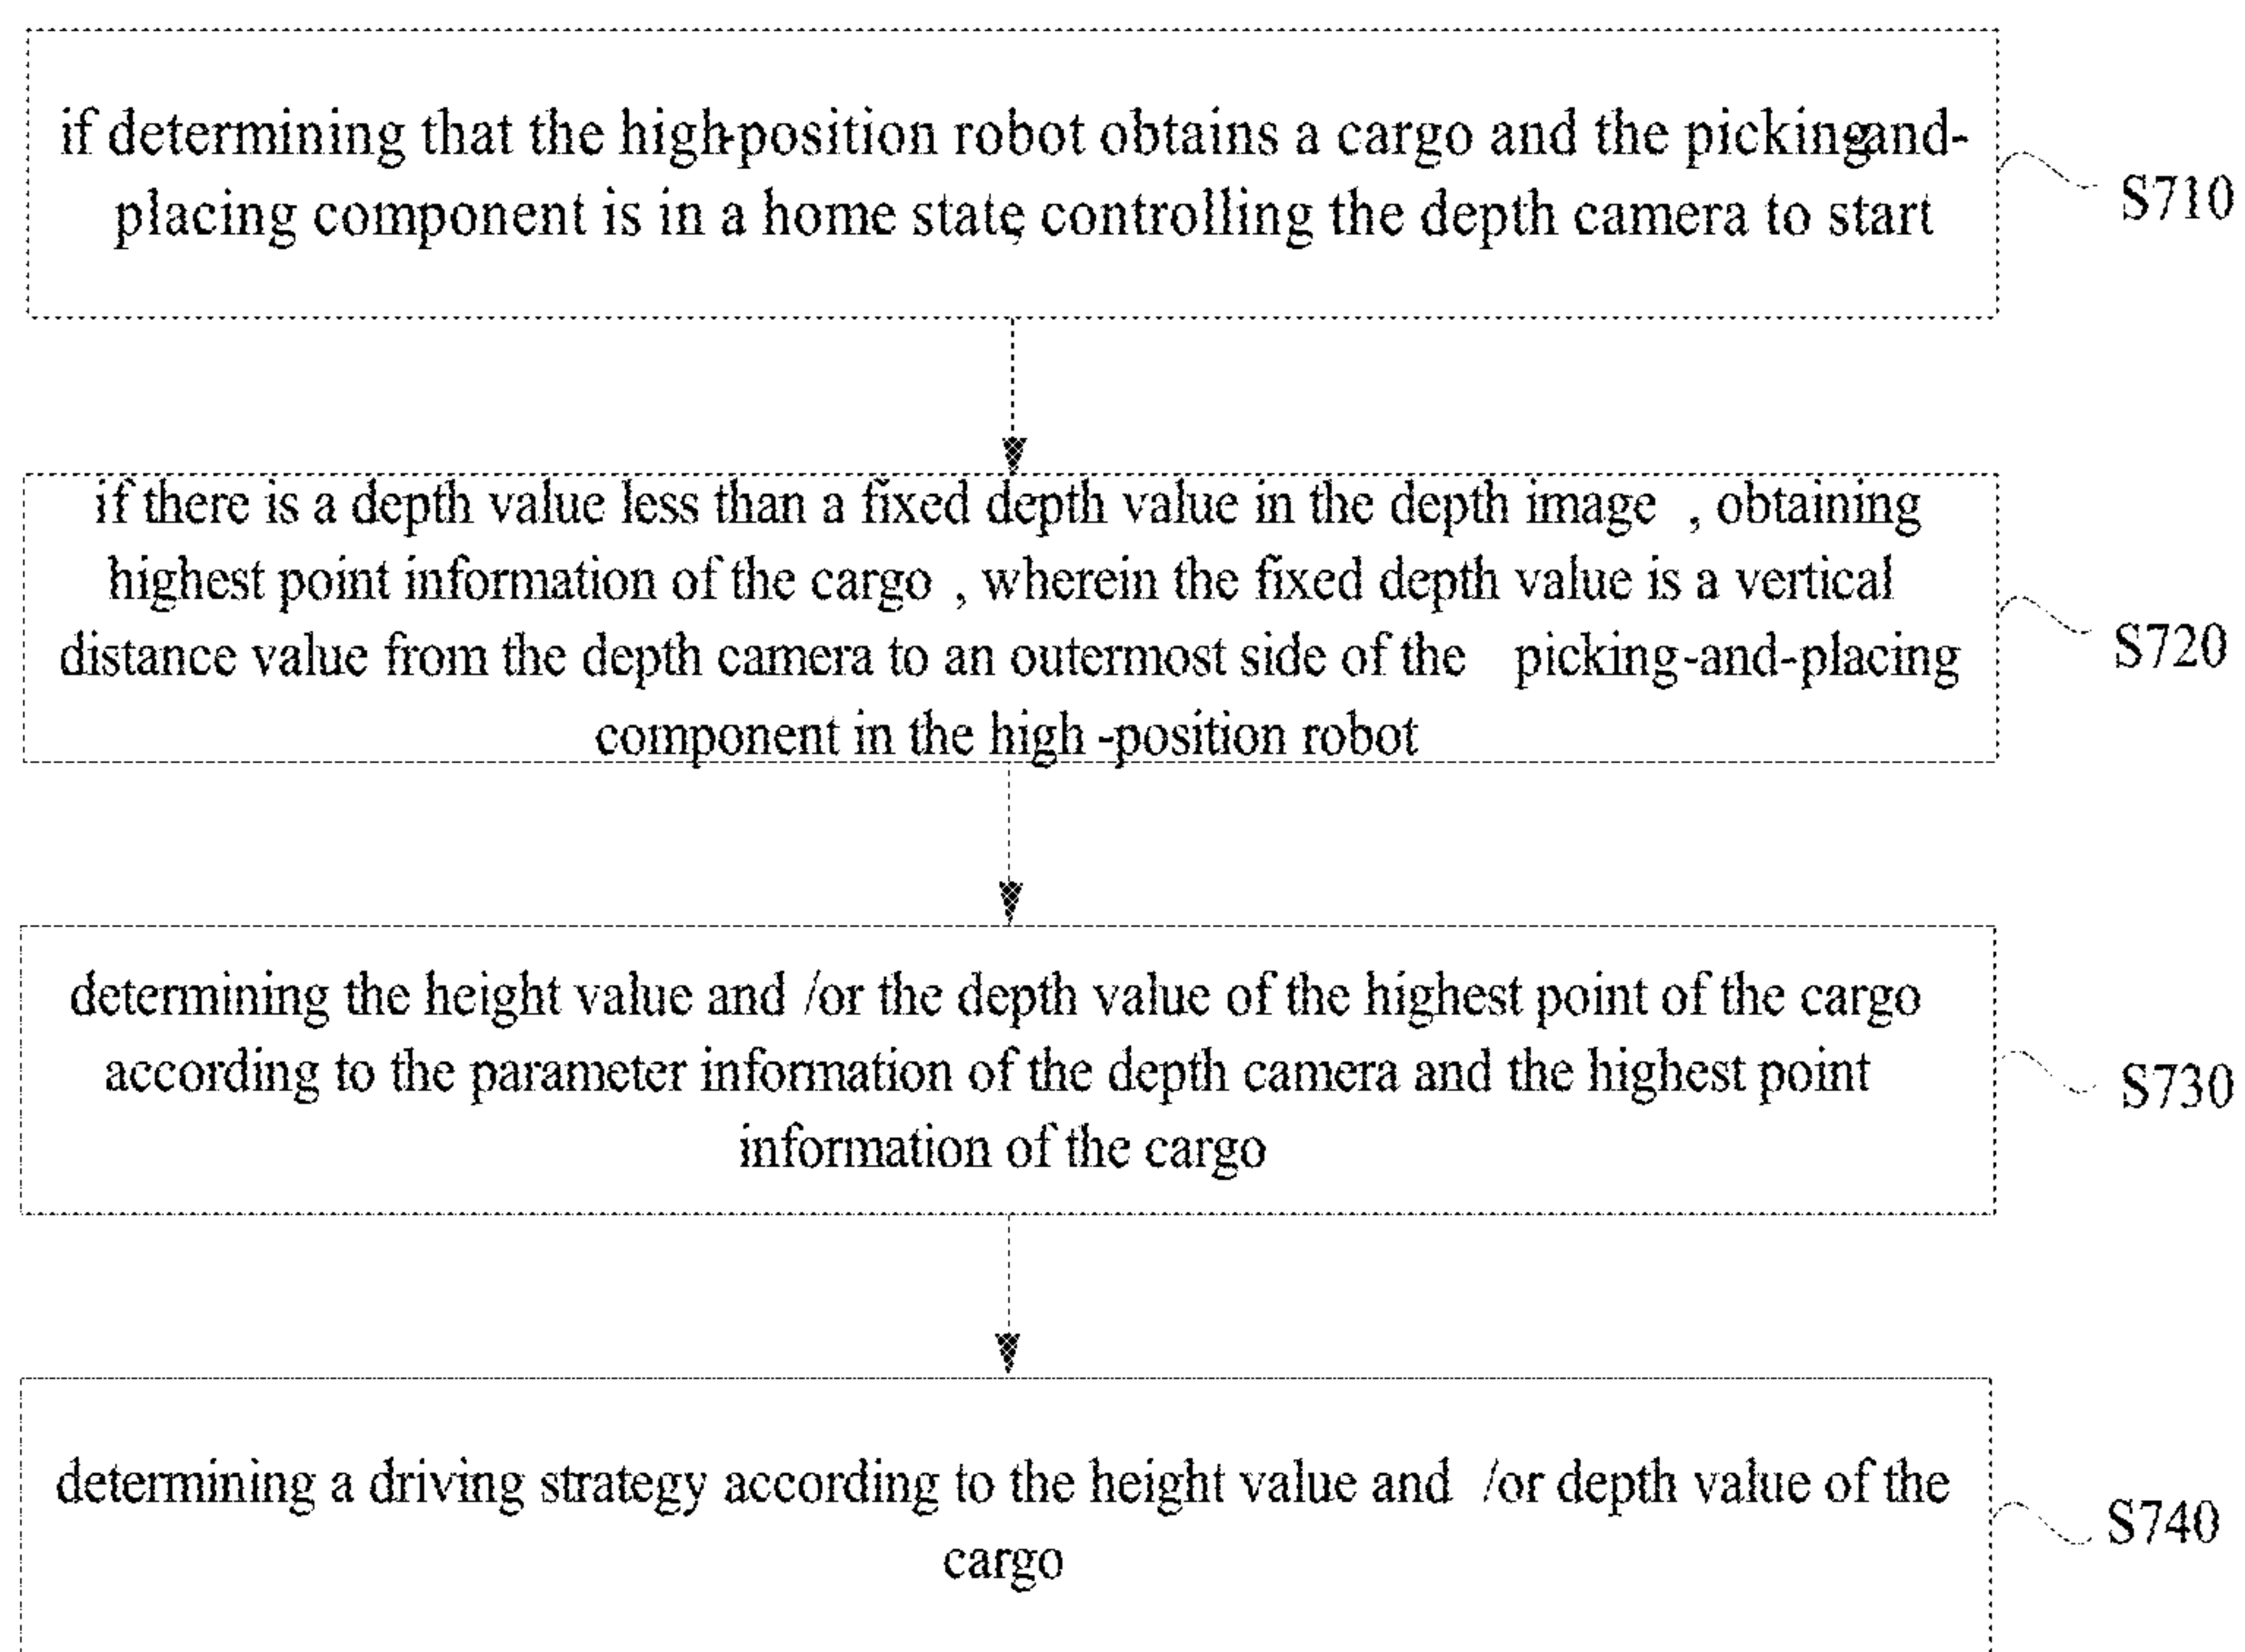 if determining that the high-position robot obtains a cargo and the picking-and-
placing component is in a home state, controlling the depth camera to start
S710
if there is a depth value less than a fixed depth value in the depth image , obtaining
highest point information of the cargo , wherein the fixed depth value is a vertical
distance value from the depth camera to an outermost side of the picking-and-placing
component in the high -position robot
S720
determining the height value and /or the depth value of the highest point of the cargo
according to the parameter information of the depth camera and the highest point
information of the cargo
S730
determining a driving strategy according to the height value and /or depth value of the
cargo
S740